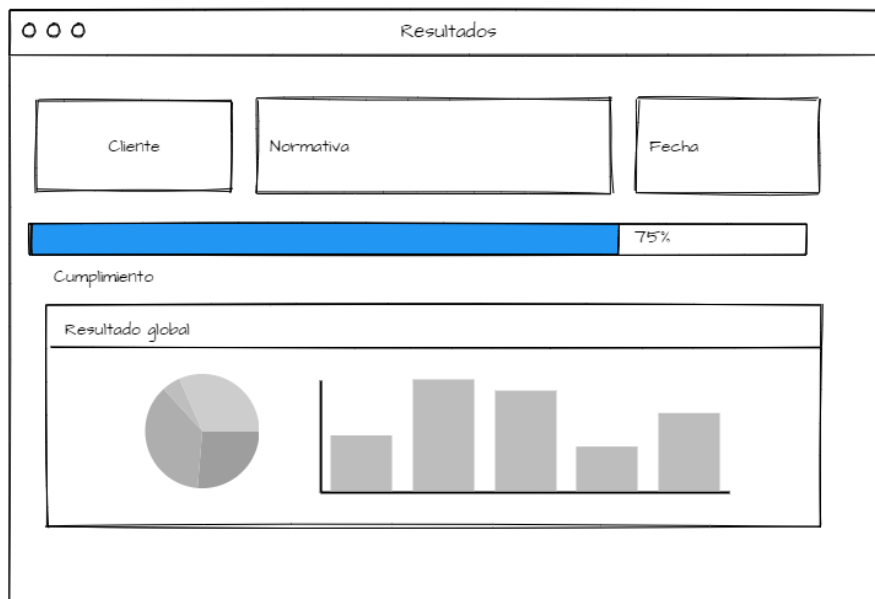 Resultados
Cliente
Normativa
Fecha
75%
Cumplimiento
Resultado global